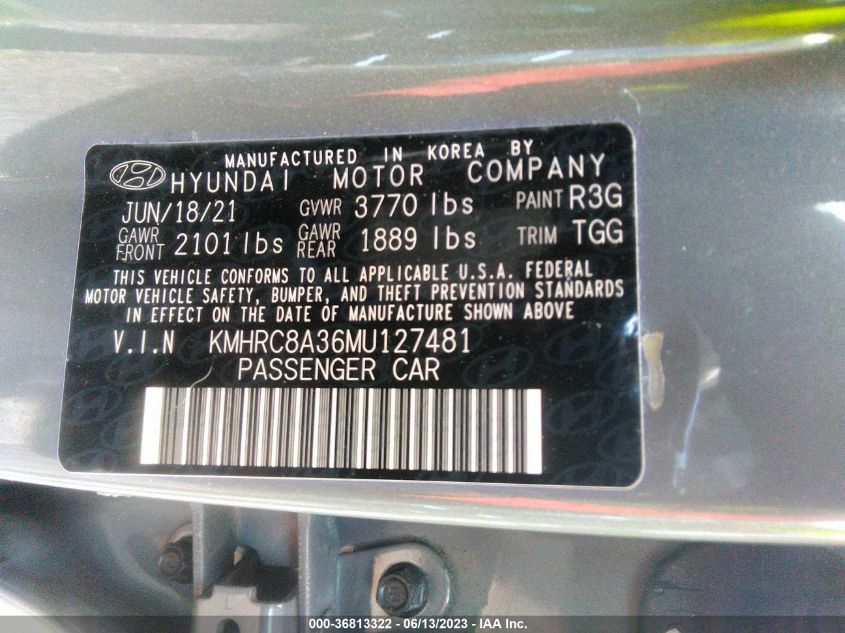 MANUFACTURED IN KOREA BY
HYUNDAI MOTOR COMPANY
JUN/18/21 GVWR 3770 lbs PAINT R3G
GAWR FRONT 2101 lbs GAWR REAR 1889 lbs TRIM TGG
THIS VEHICLE CONFORMS TO ALL APPLICABLE U.S.A. FEDERAL
MOTOR VEHICLE SAFETY, BUMPER, AND THEFT PREVENTION STANDARDS
IN EFFECT ON THE DATE OF MANUFACTURE SHOWN ABOVE
V.I.N KMHRC8A36MU127481
PASSENGER CAR
000-36813322 - 06/13/2023 - IAA Inc.